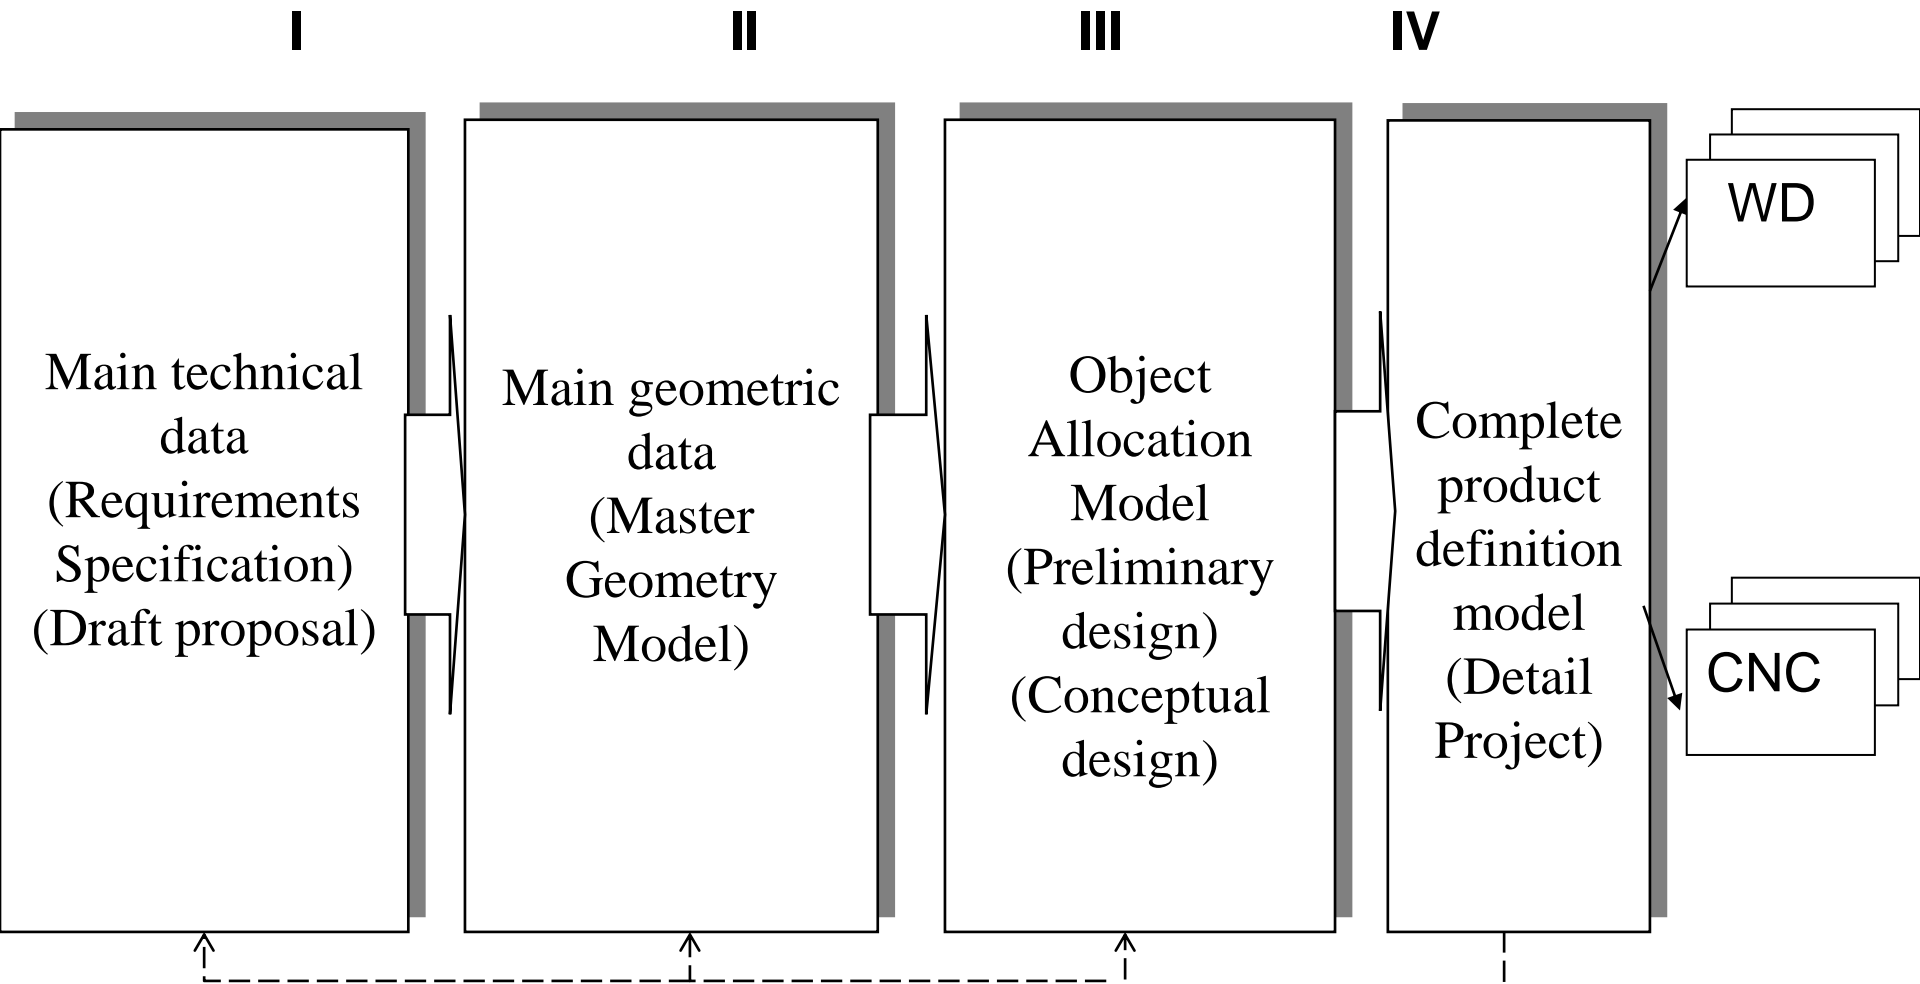 I
II
III
IV
Main technical
data
(Requirements
Specification)
(Draft proposal)
Main geometric
data
(Master
Geometry
Model)
Object
Allocation
Model
(Preliminary
design)
(Conceptual
design)
Complete
product
definition
model
(Detail
Project)
WD
CNC